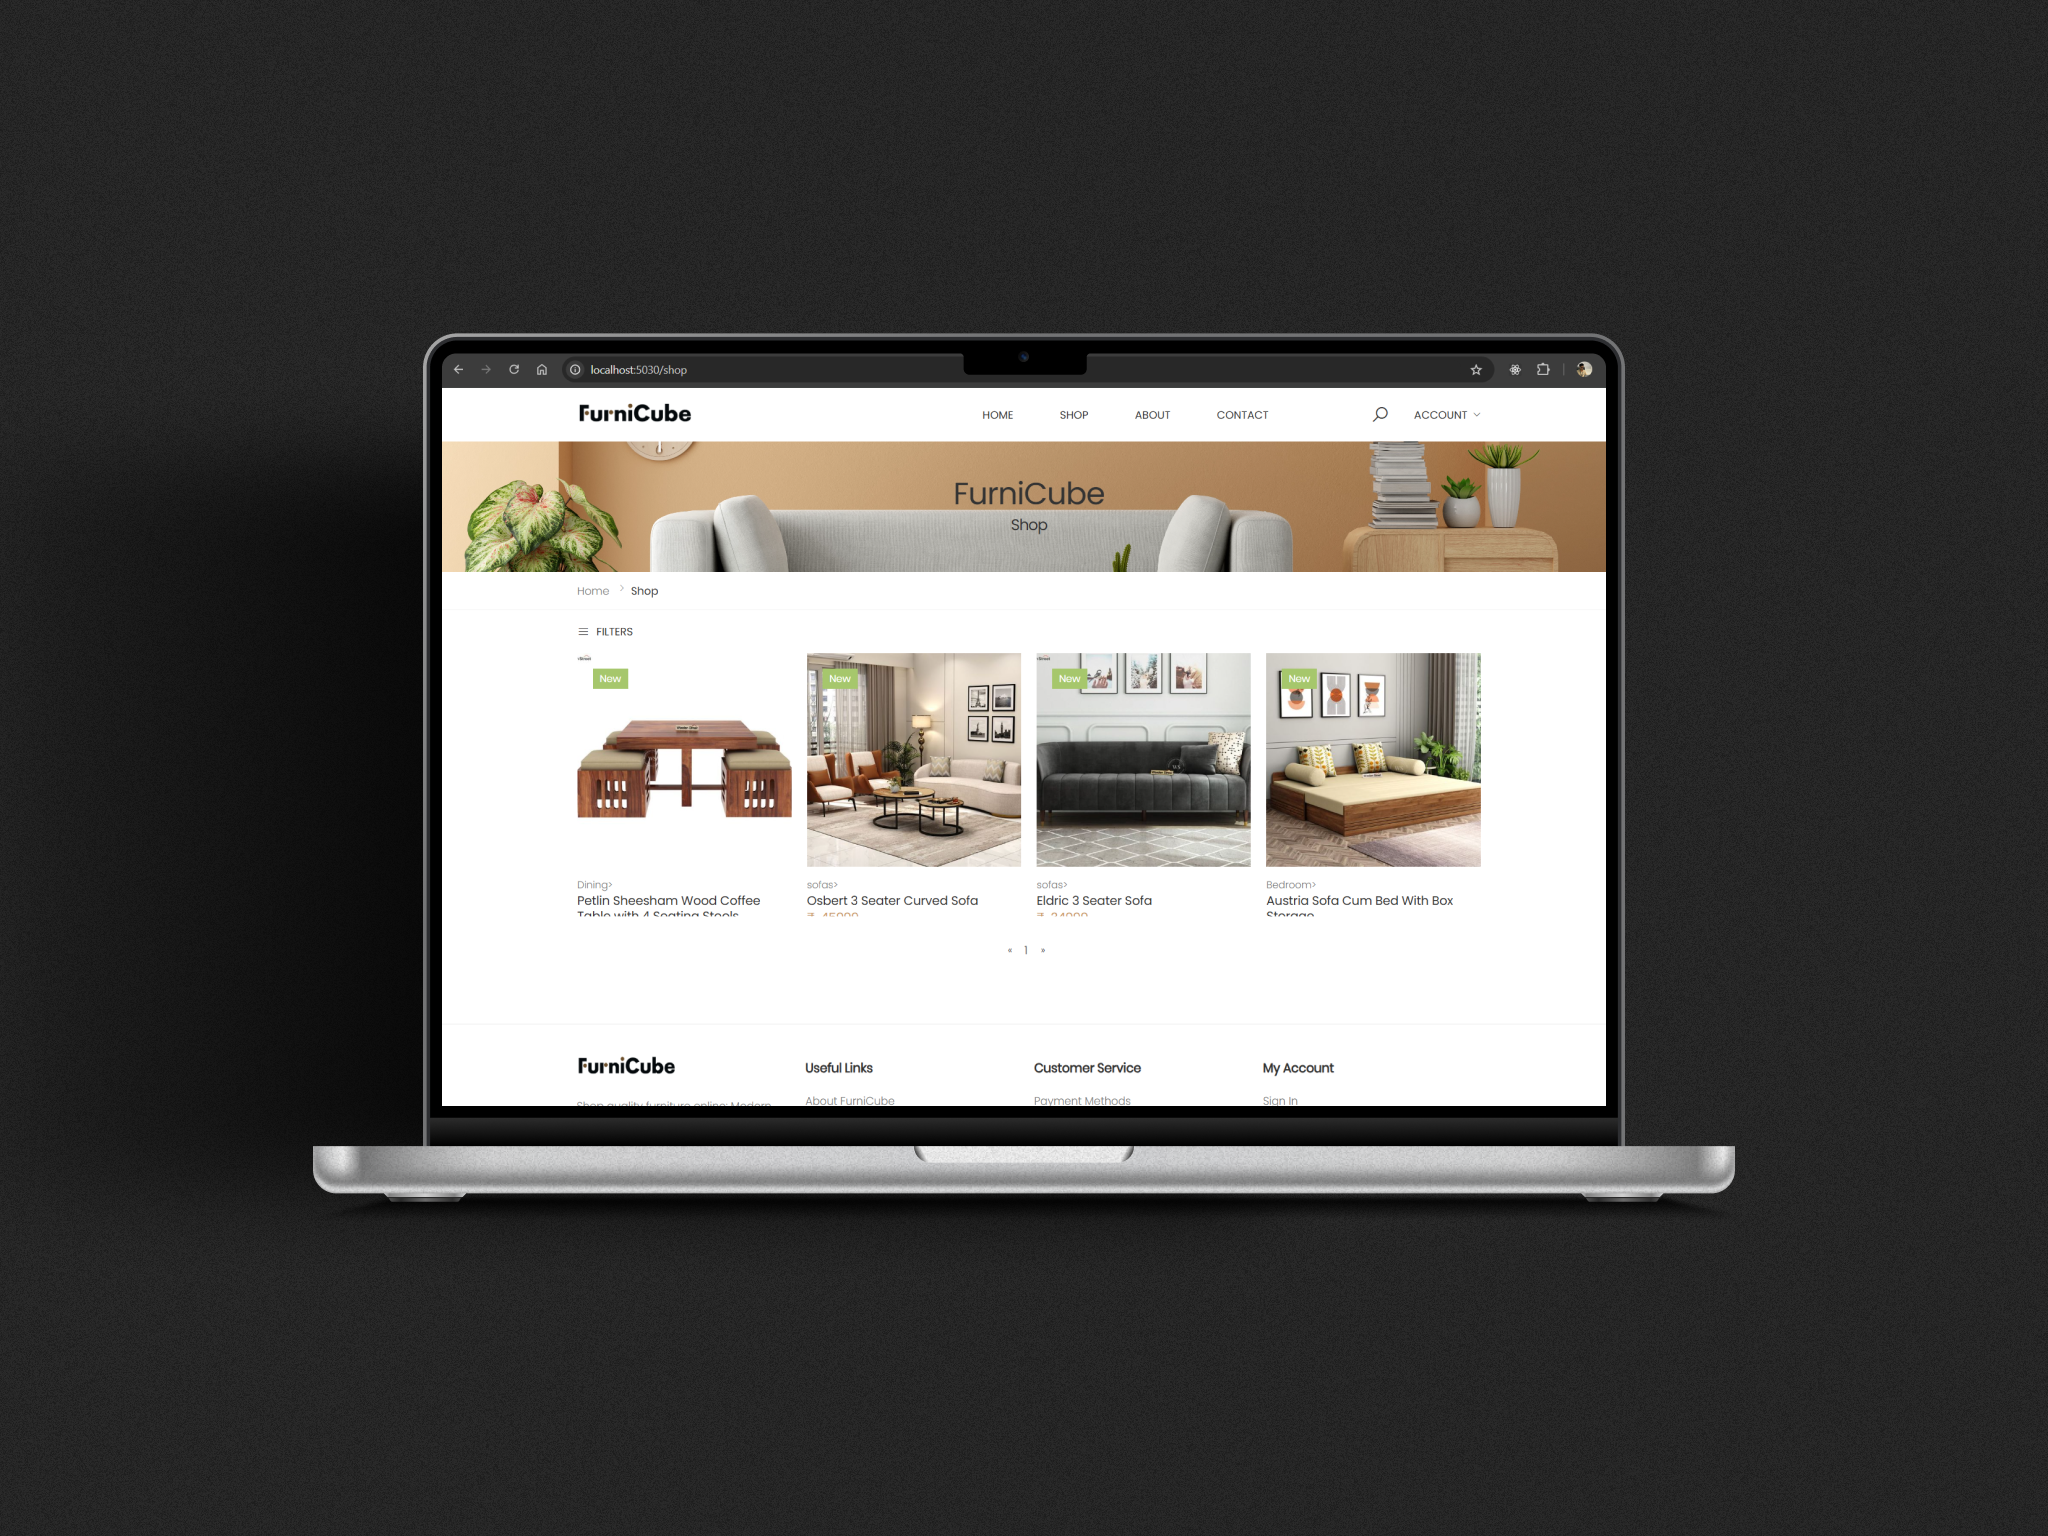 localhost:5030/shop
FurniCube
HOME
SHOP
ABOUT
CONTACT
ACCOUNT
FurniCube
Shop
Home > Shop
FILTERS
New
New
New
New
Dining>
Petlin Sheesham Wood Coffee
Table with 4 Seating Stools
sofas>
Osbert 3 Seater Curved Sofa
sofas>
Eldric 3 Seater Sofa
Bedroom>
Austria Sofa Cum Bed With Box
Storage
« 1 »
FurniCube
Shop quality furniture online: Modern
Useful Links
About FurniCube
Customer Service
Payment Methods
My Account
Sign In